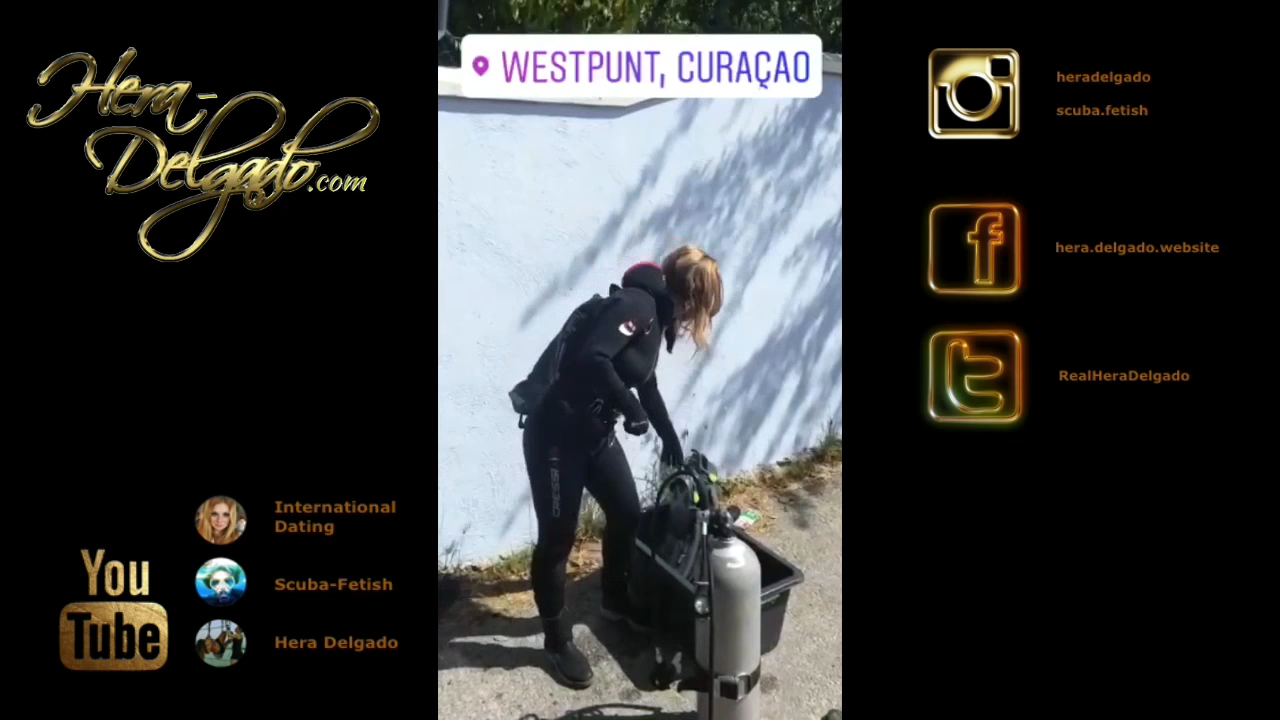 Hera-
Delgado.com
WESTPUNT, CURAÇAO
heradelgado
scuba.fetish
hera.delgado.website
RealHeraDelgado
International
Dating
Scuba-Fetish
Hera Delgado
You
Tube